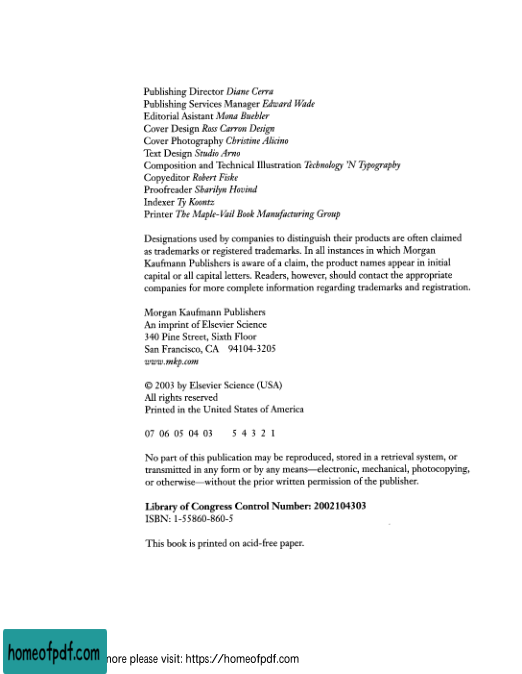 Publishing Director Diane Cerra
Publishing Services Manager Edward Wade
Editorial Asistant Mona Buehler
Cover Design Ross Carron Design
Cover Photography Christine Alicino
Text Design Studio Arno
Composition and Technical Illustration Technology 'N Typography
Copyeditor Robert Fiske
Proofreader Sharilyn Hovind
Indexer Ty Koontz
Printer The Maple-Vail Book Manufacturing Group
Designations used by companies to distinguish their products are often claimed
as trademarks or registered trademarks. In all instances in which Morgan
Kaufmann Publishers is aware of a claim, the product names appear in initial
capital or all capital letters. Readers, however, should contact the appropriate
companies for more complete information regarding trademarks and registration.
Morgan Kaufmann Publishers
An imprint of Elsevier Science
340 Pine Street, Sixth Floor
San Francisco, CA 94104-3205
www.mkp.com
© 2003 by Elsevier Science (USA)
All rights reserved
Printed in the United States of America
07 06 05 04 03 5 4 3 2 1
No part of this publication may be reproduced, stored in a retrieval system, or
transmitted in any form or by any means—electronic, mechanical, photocopying,
or otherwise—without the prior written permission of the publisher.
Library of Congress Control Number: 2002104303
ISBN: 1-55860-860-5
This book is printed on acid-free paper.
homeofpdf.com more please visit: https://homeofpdf.com